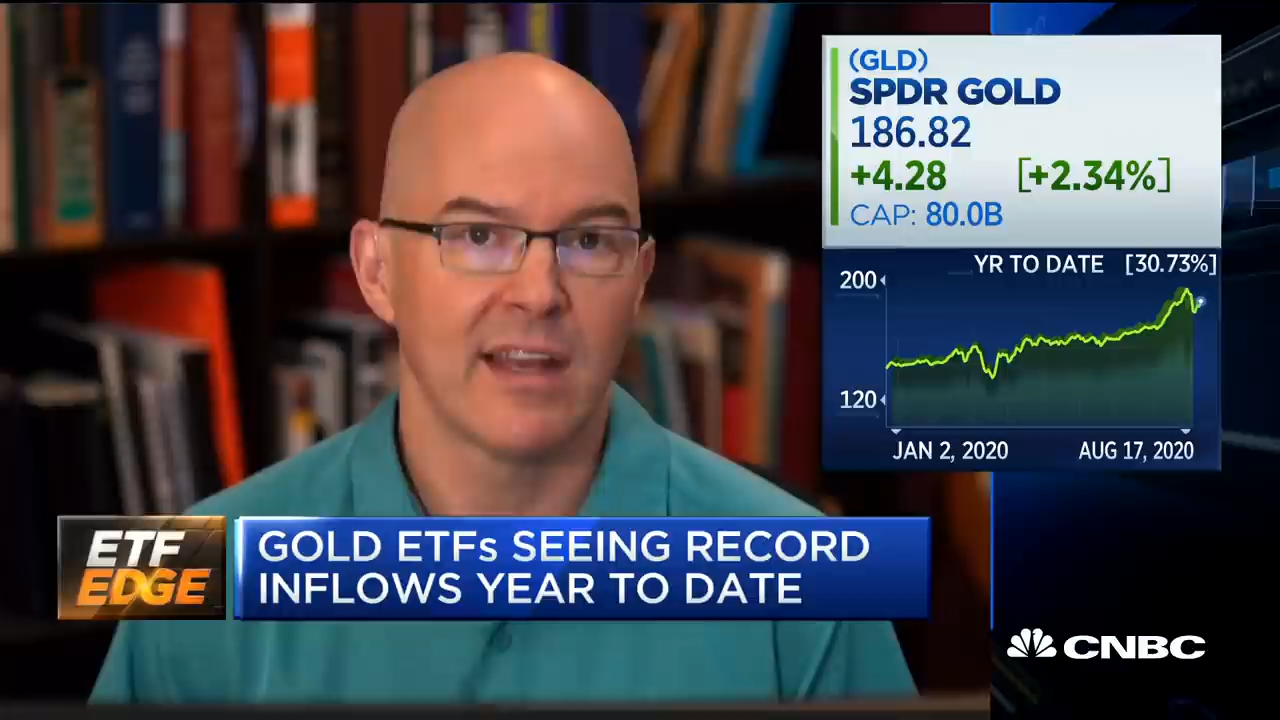 (GLD)
SPDR GOLD
186.82
+4.28 [+2.34%]
CAP: 80.0B
YR TO DATE [30.73%]
200
120
JAN 2, 2020 AUG 17, 2020
ETF
EDGE
GOLD ETFs SEEING RECORD
INFLOWS YEAR TO DATE
CNBC